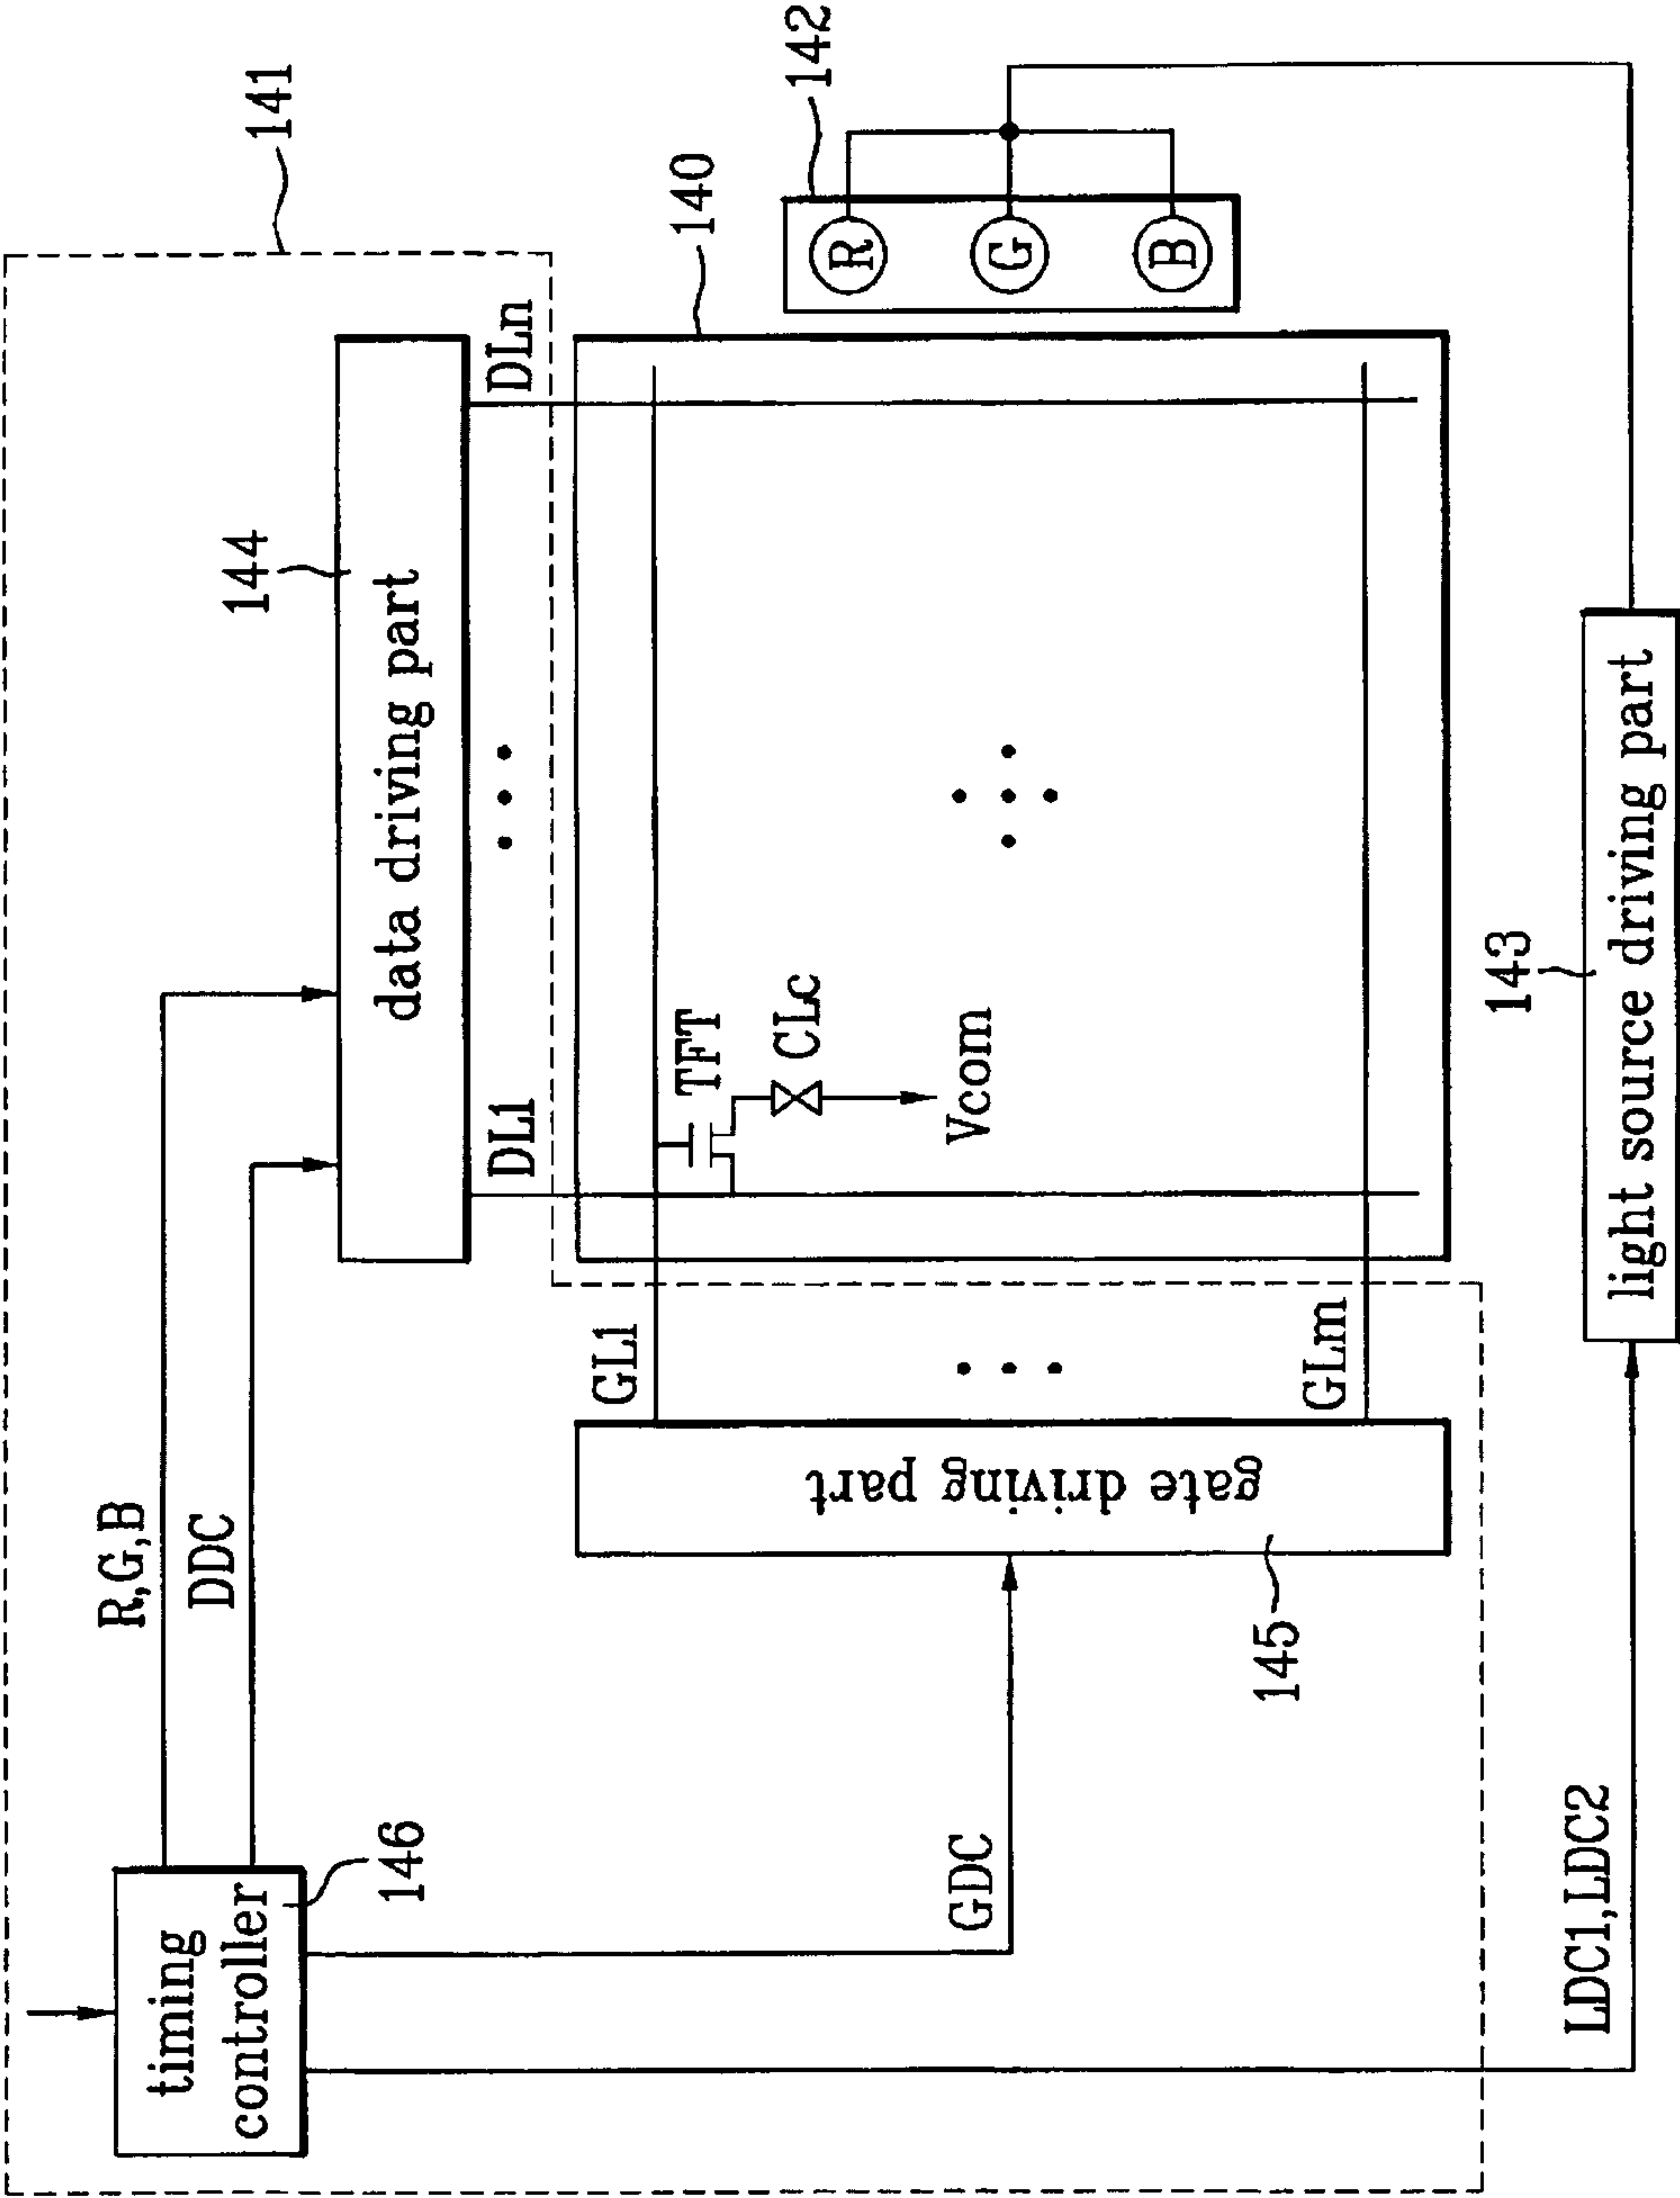 141
R,G,B
DDC
144
data driving part
timing
controller
146
DL1
DLn
GL1
TFT
CLc
Vcom
140
142
R
G
B
GDC
gate driving part
145
GLm
LDC1,LDC2
143
light source driving part